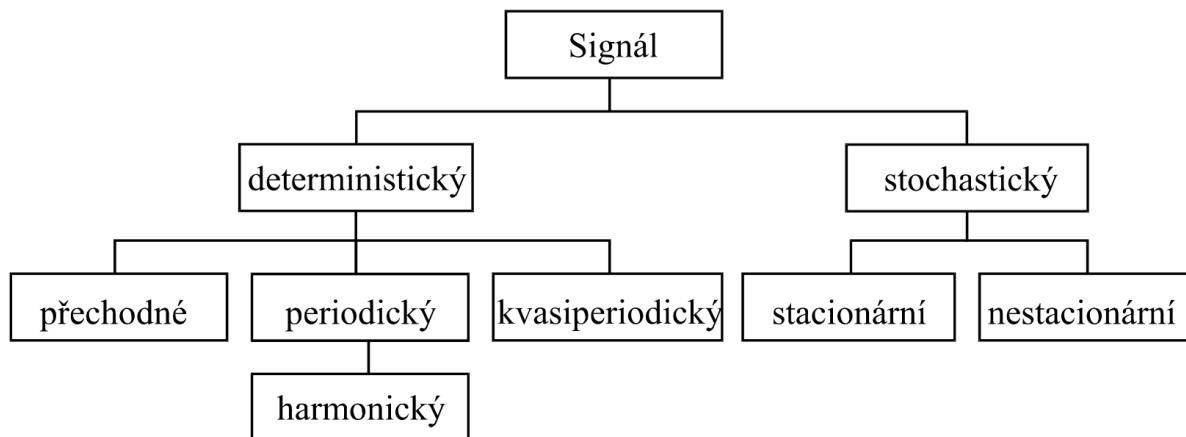 Signál
deterministický
stochastický
přechodné
periodický
kvasiperiodický
stacionární
nestacionární
harmonický